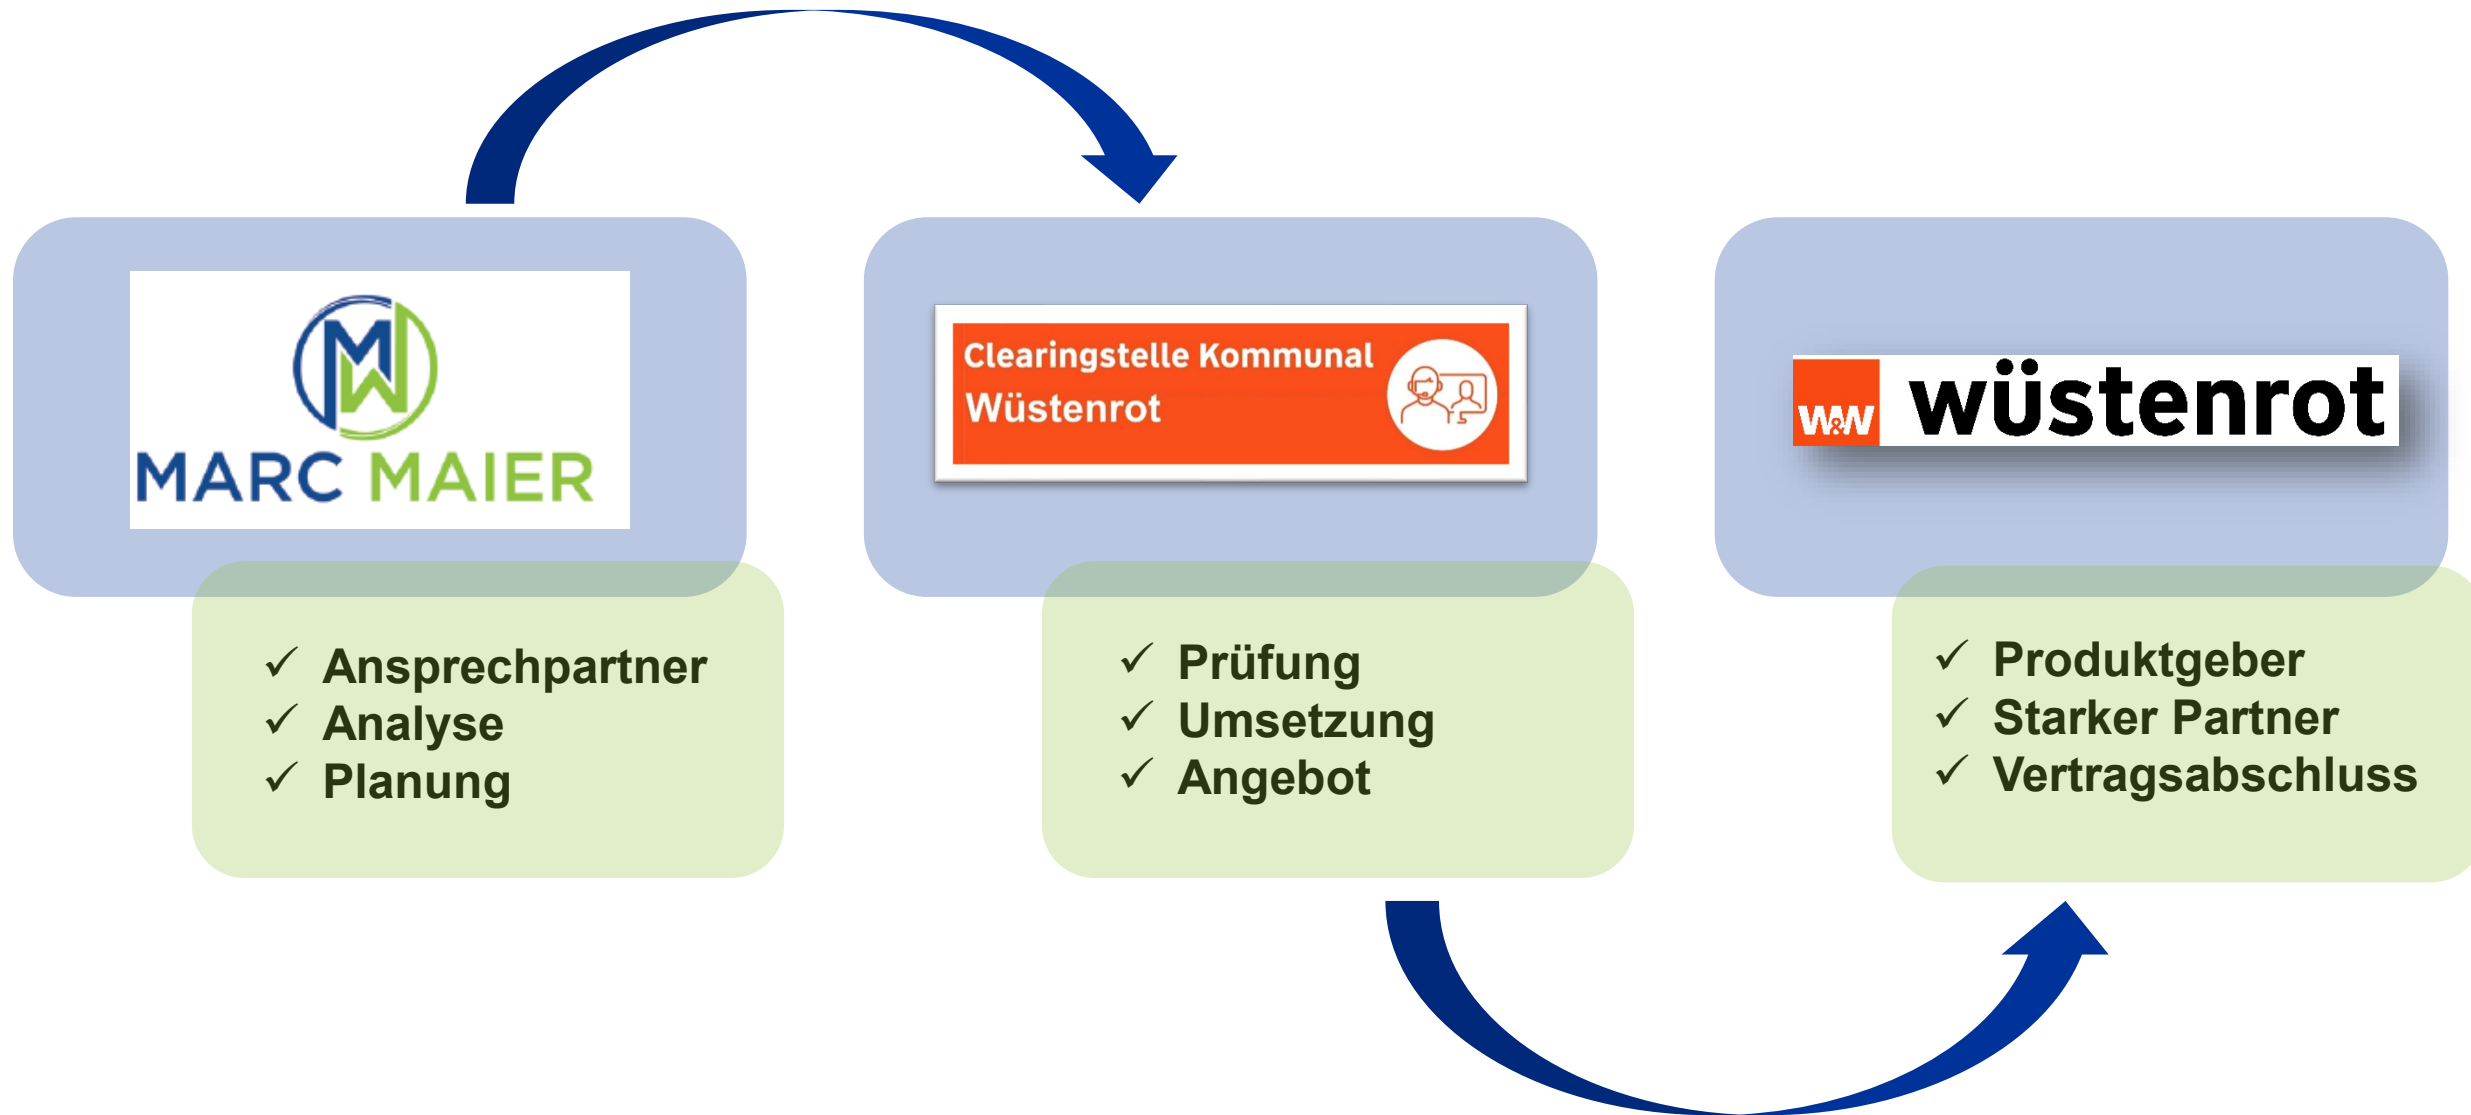 MARC MAIER
✓ Ansprechpartner
✓ Analyse
✓ Planung
Clearingstelle Kommunal
Wüstenrot
✓ Prüfung
✓ Umsetzung
✓ Angebot
W&W wüstenrot
✓ Produktgeber
✓ Starker Partner
✓ Vertragsabschluss